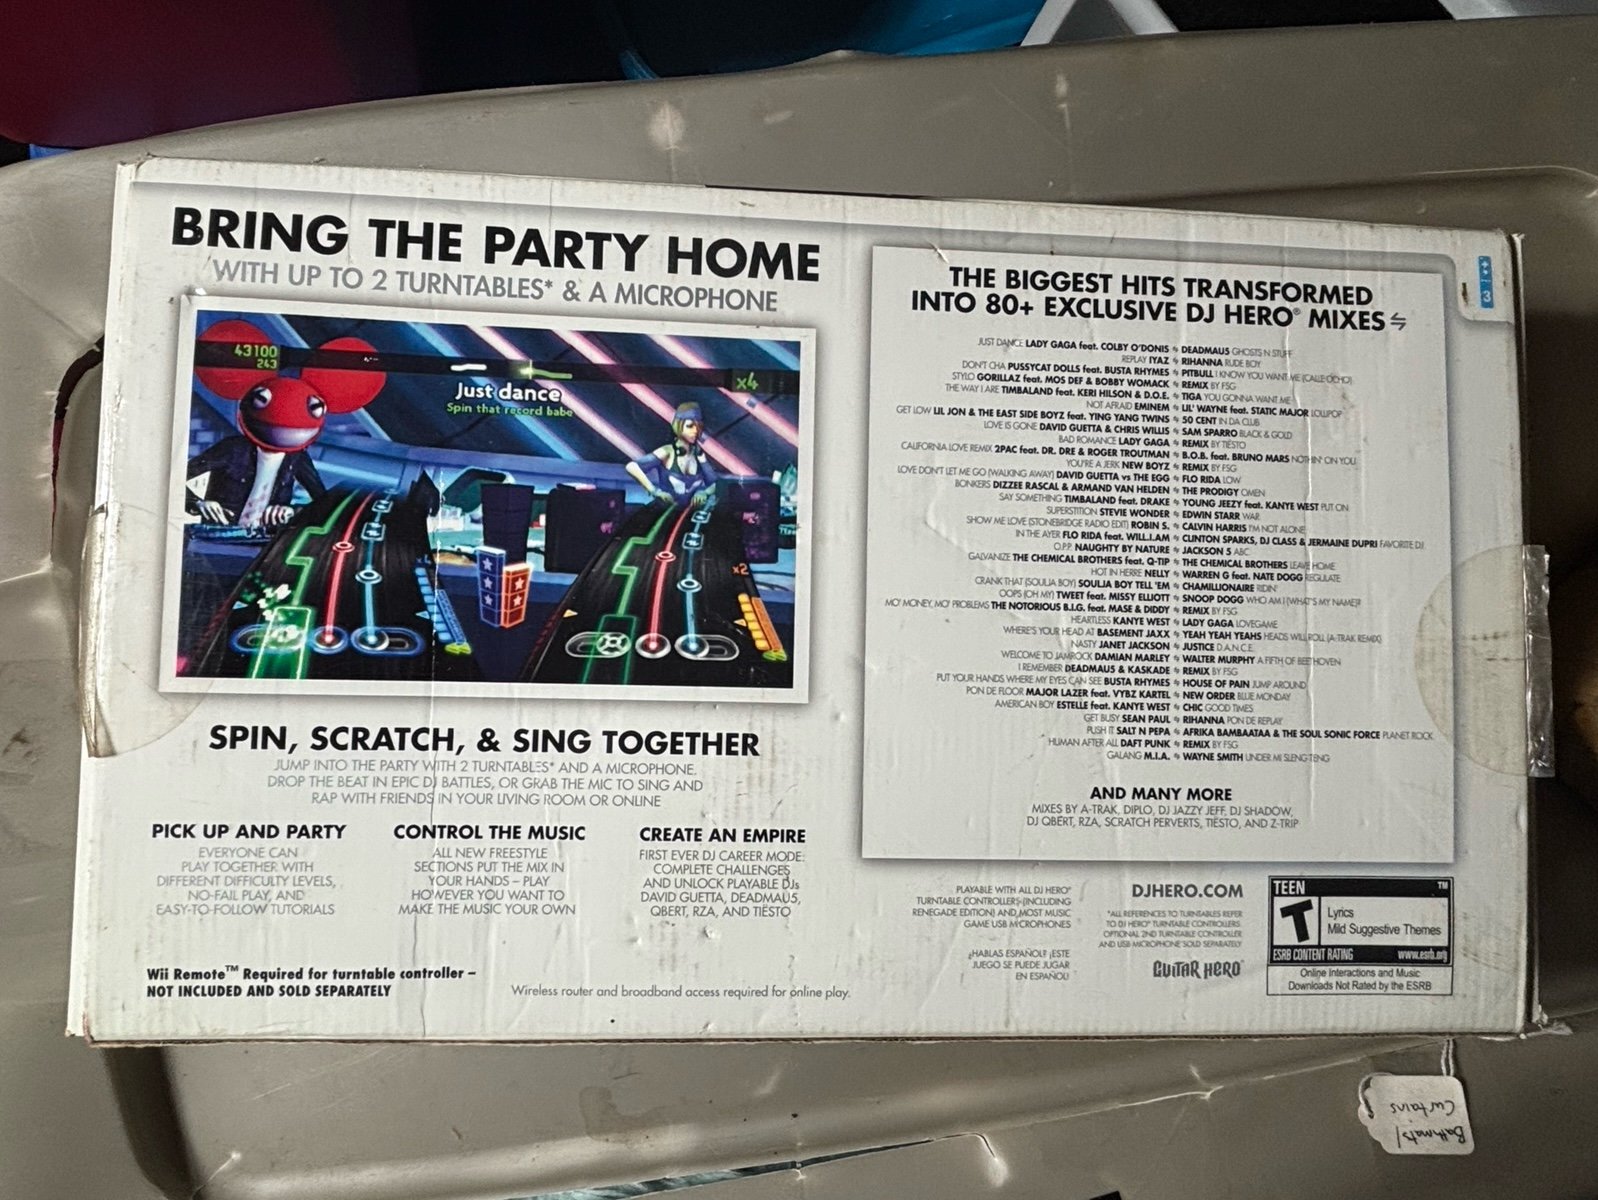 BRING THE PARTY HOME
WITH UP TO 2 TURNTABLES* & A MICROPHONE
43100
243
x4
Just dance
Spin that record babe
x4
x2
SPIN, SCRATCH, & SING TOGETHER
JUMP INTO THE PARTY WITH 2 TURNTABLES* AND A MICROPHONE.
DROP THE BEAT IN EPIC DJ BATTLES, OR GRAB THE MIC TO SING AND
RAP WITH FRIENDS IN YOUR LIVING ROOM OR ONLINE
PICK UP AND PARTY
EVERYONE CAN
PLAY TOGETHER WITH
DIFFERENT DIFFICULTY LEVELS,
NO-FAIL PLAY, AND
EASY-TO-FOLLOW TUTORIALS
CONTROL THE MUSIC
ALL NEW FREESTYLE
SECTIONS PUT THE MIX IN
YOUR HANDS – PLAY
HOWEVER YOU WANT TO
MAKE THE MUSIC YOUR OWN
CREATE AN EMPIRE
FIRST EVER DJ CAREER MODE:
COMPLETE CHALLENGES
AND UNLOCK PLAYABLE DJs
DAVID GUETTA, DEADMAU5,
QBERT, RZA, AND TIËSTO
Wii Remote™ Required for turntable controller –
NOT INCLUDED AND SOLD SEPARATELY
Wireless router and broadband access required for online play.
THE BIGGEST HITS TRANSFORMED
INTO 80+ EXCLUSIVE DJ HERO® MIXES
JUST DANCE LADY GAGA feat. COLBY O'DONIS DEADMAU5 GHOSTS N STUFF
REPLAY IYAZ RIHANNA RUDE BOY
DON'T CHA PUSSYCAT DOLLS feat. BUSTA RHYMES PITBULL I KNOW YOU WANT ME (CALLE OCHO)
STYLO GORILLAZ feat. MOS DEF & BOBBY WOMACK REMIX BY FSG
THE WAY I ARE TIMBALAND feat. KERI HILSON & D.O.E. TIGA YOU GONNA WANT ME
NOT AFRAID EMINEM LIL' WAYNE feat. STATIC MAJOR LOLLIPOP
GET LOW LIL JON & THE EAST SIDE BOYZ feat. YING YANG TWINS 50 CENT IN DA CLUB
LOVE IS GONE DAVID GUETTA & CHRIS WILLIS SAM SPARRO BLACK & GOLD
BAD ROMANCE LADY GAGA REMIX BY TIËSTO
CALIFORNIA LOVE REMIX 2PAC feat. DR. DRE & ROGER TROUTMAN B.O.B. feat. BRUNO MARS NOTHIN' ON YOU
YOU'RE A JERK NEW BOYZ REMIX BY FSG
LOVE DON'T LET ME GO (WALKING AWAY) DAVID GUETTA vs THE EGG FLO RIDA LOW
BONKERS DIZZEE RASCAL & ARMAND VAN HELDEN THE PRODIGY OMEN
SAY SOMETHING TIMBALAND feat. DRAKE YOUNG JEEZY feat. KANYE WEST PUT ON
SUPERSTITION STEVIE WONDER EDWIN STARR WAR
SHOW ME LOVE (STONEBRIDGE RADIO EDIT) ROBIN S. CALVIN HARRIS I'M NOT ALONE
IN THE AYER FLO RIDA feat. WILL.I.AM CLINTON SPARKS, DJ CLASS & JERMAINE DUPRI FAVORITE DJ
O.P.P. NAUGHTY BY NATURE JACKSON 5 ABC
GALVANIZE THE CHEMICAL BROTHERS feat. Q-TIP THE CHEMICAL BROTHERS LEAVE HOME
HOT IN HERRE NELLY WARREN G feat. NATE DOGG REGULATE
CRANK THAT (SOULJA BOY) SOULJA BOY TELL 'EM CHAMILLIONAIRE RIDIN'
OOPS (OH MY) TWEET feat. MISSY ELLIOTT SNOOP DOGG WHO AM I (WHAT'S MY NAME)?
MO' MONEY, MO' PROBLEMS THE NOTORIOUS B.I.G. feat. MASE & DIDDY REMIX BY FSG
HEARTLESS KANYE WEST LADY GAGA LOVEGAME
WHERE'S YOUR HEAD AT BASEMENT JAXX YEAH YEAH YEAHS HEADS WILL ROLL (A-TRAK REMIX)
NASTY JANET JACKSON JUSTICE D.A.N.C.E.
WELCOME TO JAMROCK DAMIAN MARLEY WALTER MURPHY A FIFTH OF BEETHOVEN
I REMEMBER DEADMAU5 & KASKADE REMIX BY FSG
PUT YOUR HANDS WHERE MY EYES CAN SEE BUSTA RHYMES HOUSE OF PAIN JUMP AROUND
PON DE FLOOR MAJOR LAZER feat. VYBZ KARTEL NEW ORDER BLUE MONDAY
AMERICAN BOY ESTELLE feat. KANYE WEST CHIC GOOD TIMES
GET BUSY SEAN PAUL RIHANNA PON DE REPLAY
PUSH IT SALT N PEPA AFRIKA BAMBAATAA & THE SOUL SONIC FORCE PLANET ROCK
HUMAN AFTER ALL DAFT PUNK REMIX BY FSG
GALANG M.I.A. WAYNE SMITH UNDER MI SLENG TENG
AND MANY MORE
MIXES BY A-TRAK, DIPLO, DJ JAZZY JEFF, DJ SHADOW,
DJ QBERT, RZA, SCRATCH PERVERTS, TIËSTO, AND Z-TRIP
3
PLAYABLE WITH ALL DJ HERO®
TURNTABLE CONTROLLERS (INCLUDING
RENEGADE EDITION) AND MOST MUSIC
GAME USB MICROPHONES
¿HABLAS ESPAÑOL? ¡ESTE
JUEGO SE PUEDE JUGAR
EN ESPAÑOL!
DJHERO.COM
*ALL REFERENCES TO TURNTABLES REFER
TO DJ HERO® TURNTABLE CONTROLLERS.
OPTIONAL 2ND TURNTABLE CONTROLLER
AND USB MICROPHONE SOLD SEPARATELY
GUITAR HERO®
TEEN
TM
T
Lyrics
Mild Suggestive Themes
ESRB CONTENT RATING www.esrb.org
Online Interactions and Music
Downloads Not Rated by the ESRB
Bathmats/
Curtains